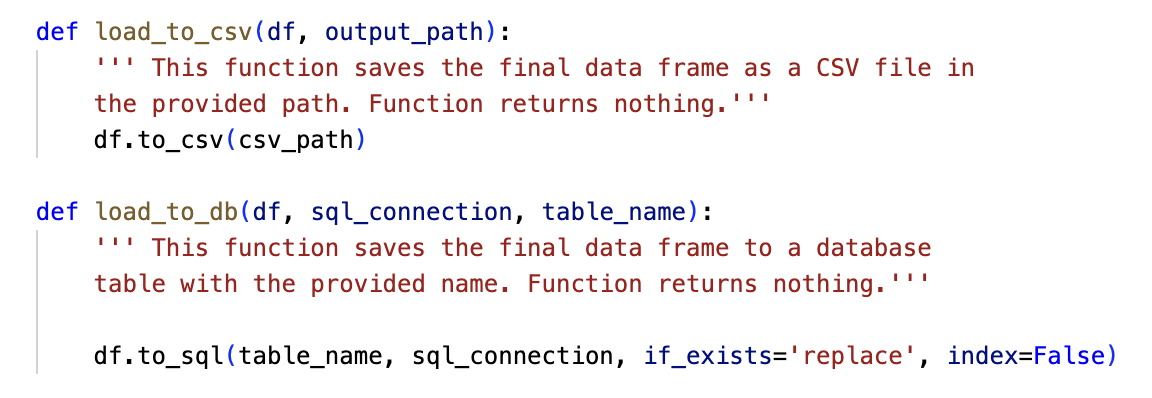 def load_to_csv(df, output_path):
    ''' This function saves the final data frame as a CSV file in
    the provided path. Function returns nothing.'''
    df.to_csv(csv_path)

def load_to_db(df, sql_connection, table_name):
    ''' This function saves the final data frame to a database
    table with the provided name. Function returns nothing.'''

    df.to_sql(table_name, sql_connection, if_exists='replace', index=False)